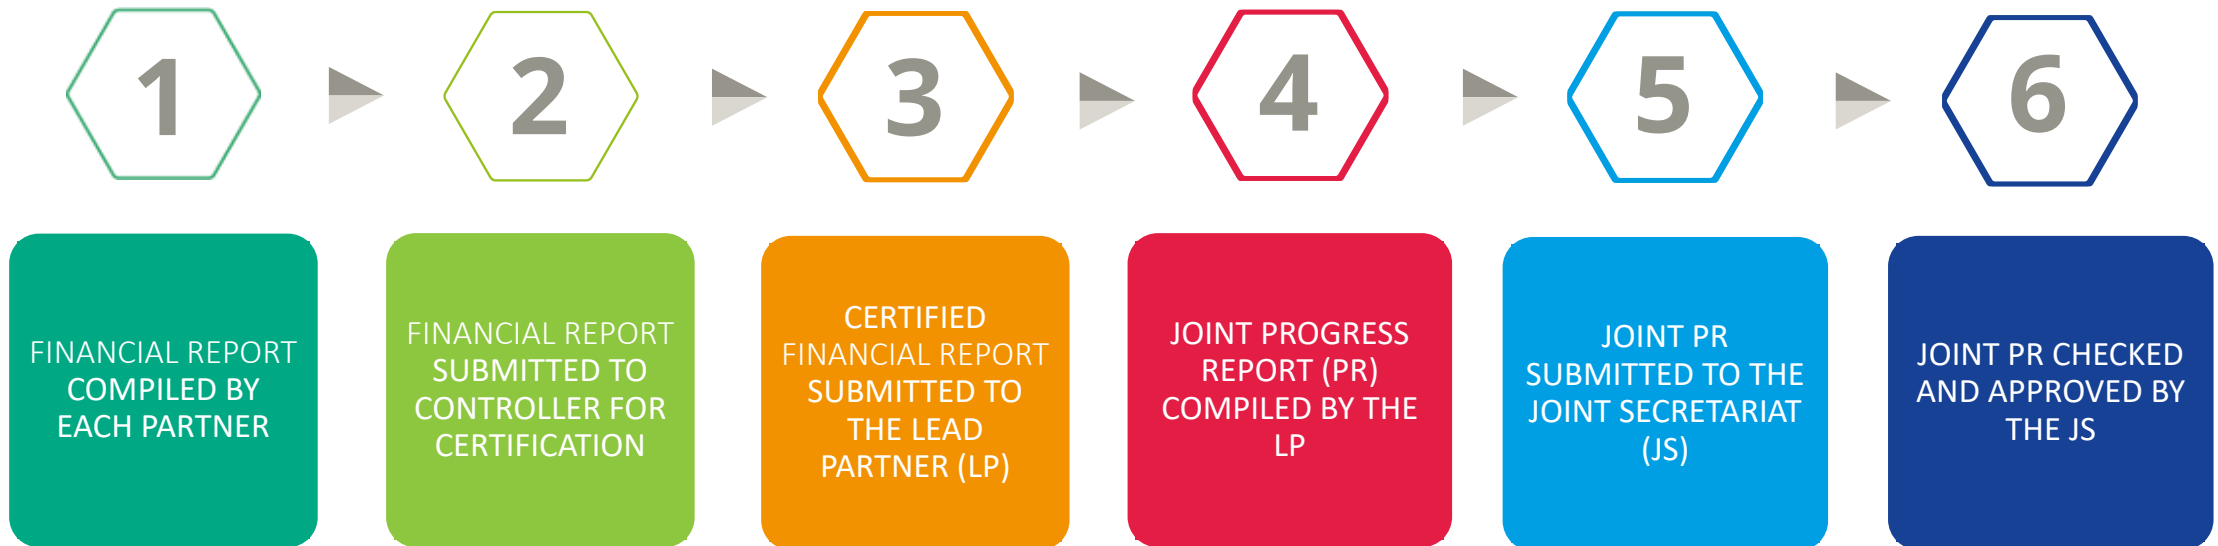 1
2
3
4
5
6
FINANCIAL REPORT
COMPILED BY
EACH PARTNER
FINANCIAL REPORT
SUBMITTED TO
CONTROLLER FOR
CERTIFICATION
CERTIFIED
FINANCIAL REPORT
SUBMITTED TO
THE LEAD
PARTNER (LP)
JOINT PROGRESS
REPORT (PR)
COMPILED BY THE
LP
JOINT PR
SUBMITTED TO THE
JOINT SECRETARIAT
(JS)
JOINT PR CHECKED
AND APPROVED BY
THE JS